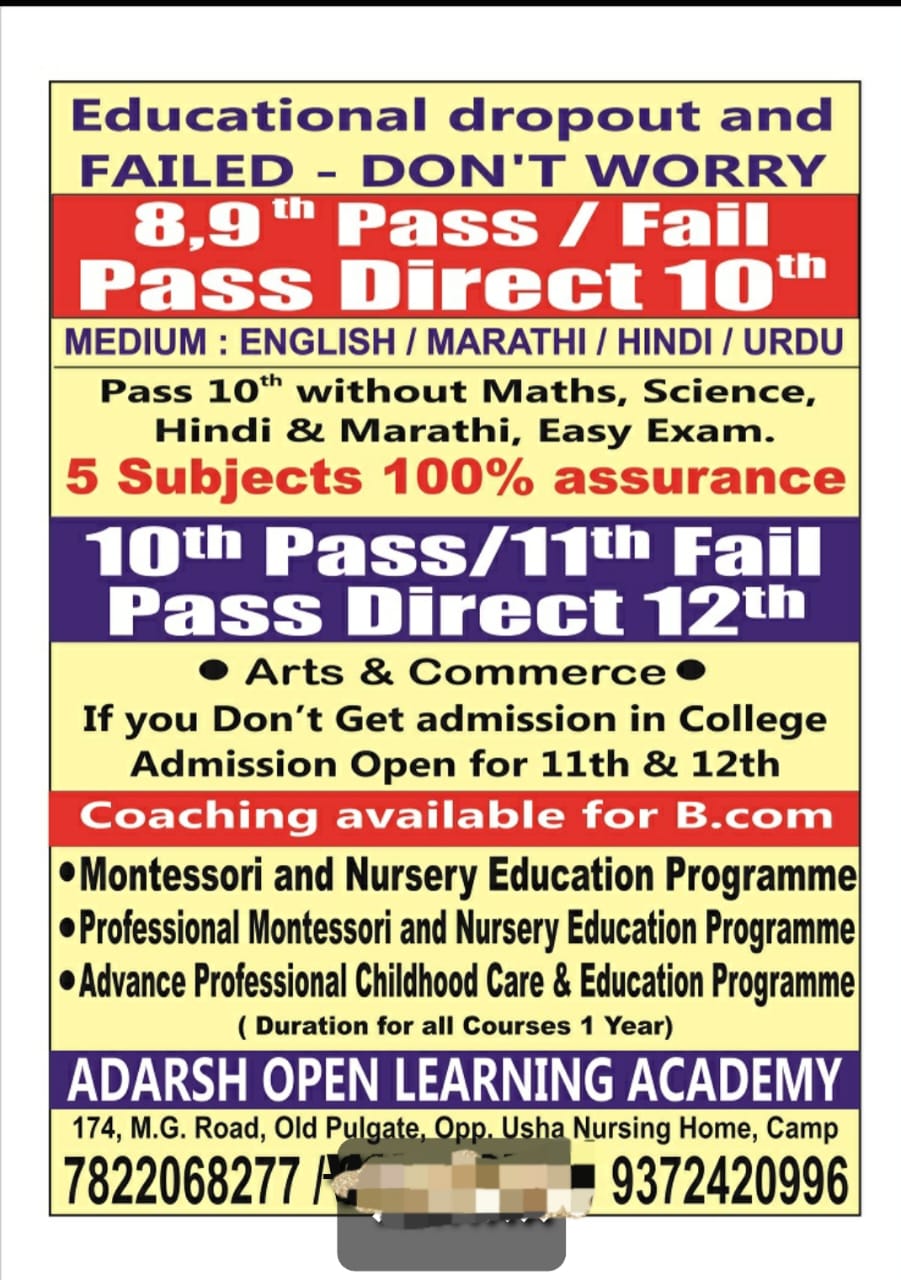 Educational dropout and
FAILED - DON'T WORRY
8,9th Pass / Fail
Pass Direct 10th
MEDIUM : ENGLISH / MARATHI / HINDI / URDU
Pass 10th without Maths, Science,
Hindi & Marathi, Easy Exam.
5 Subjects 100% assurance
10th Pass/11th Fail
Pass Direct 12th
• Arts & Commerce •
If you Don't Get admission in College
Admission Open for 11th & 12th
Coaching available for B.com
•Montessori and Nursery Education Programme
•Professional Montessori and Nursery Education Programme
•Advance Professional Childhood Care & Education Programme
( Duration for all Courses 1 Year)
ADARSH OPEN LEARNING ACADEMY
174, M.G. Road, Old Pulgate, Opp. Usha Nursing Home, Camp
7822068277 / 9372420996